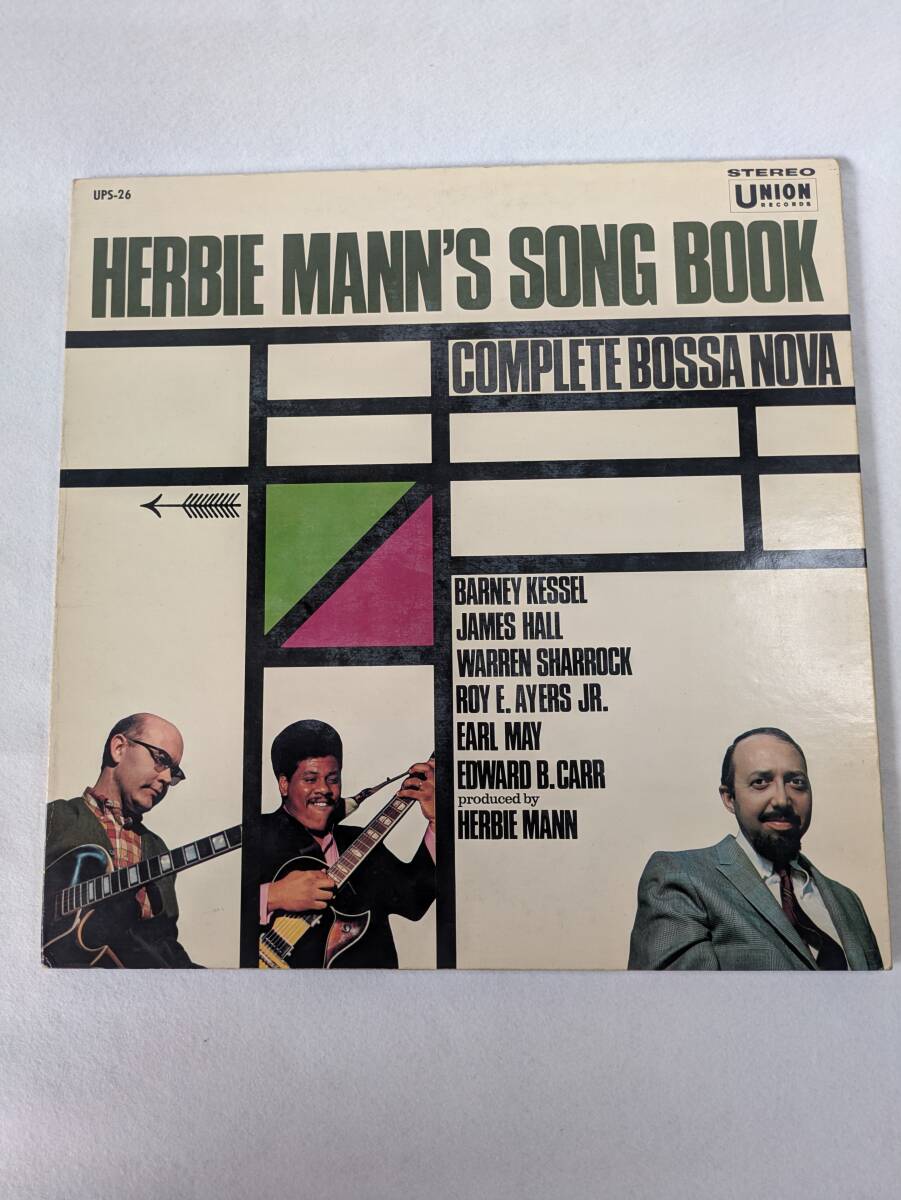 UPS-26
STEREO
UNION
RECORDS
HERBIE MANN'S SONG BOOK
COMPLETE BOSSA NOVA
BARNEY KESSEL
JAMES HALL
WARREN SHARROCK
ROY E. AYERS JR.
EARL MAY
EDWARD B. CARR
produced by
HERBIE MANN